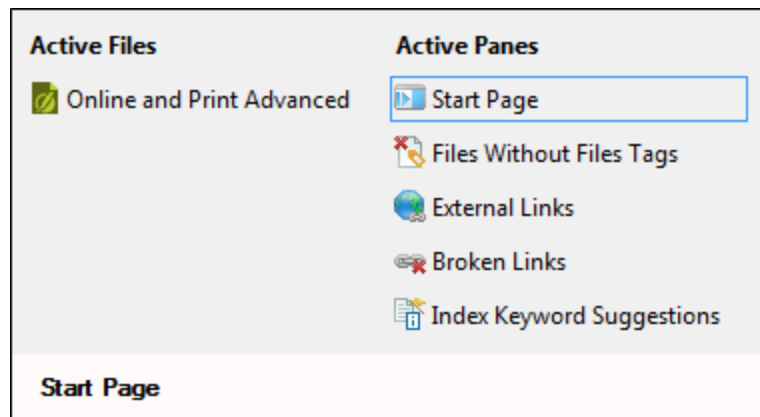 Active Files
Online and Print Advanced
Active Panes
Start Page
Files Without Files Tags
External Links
Broken Links
Index Keyword Suggestions
Start Page